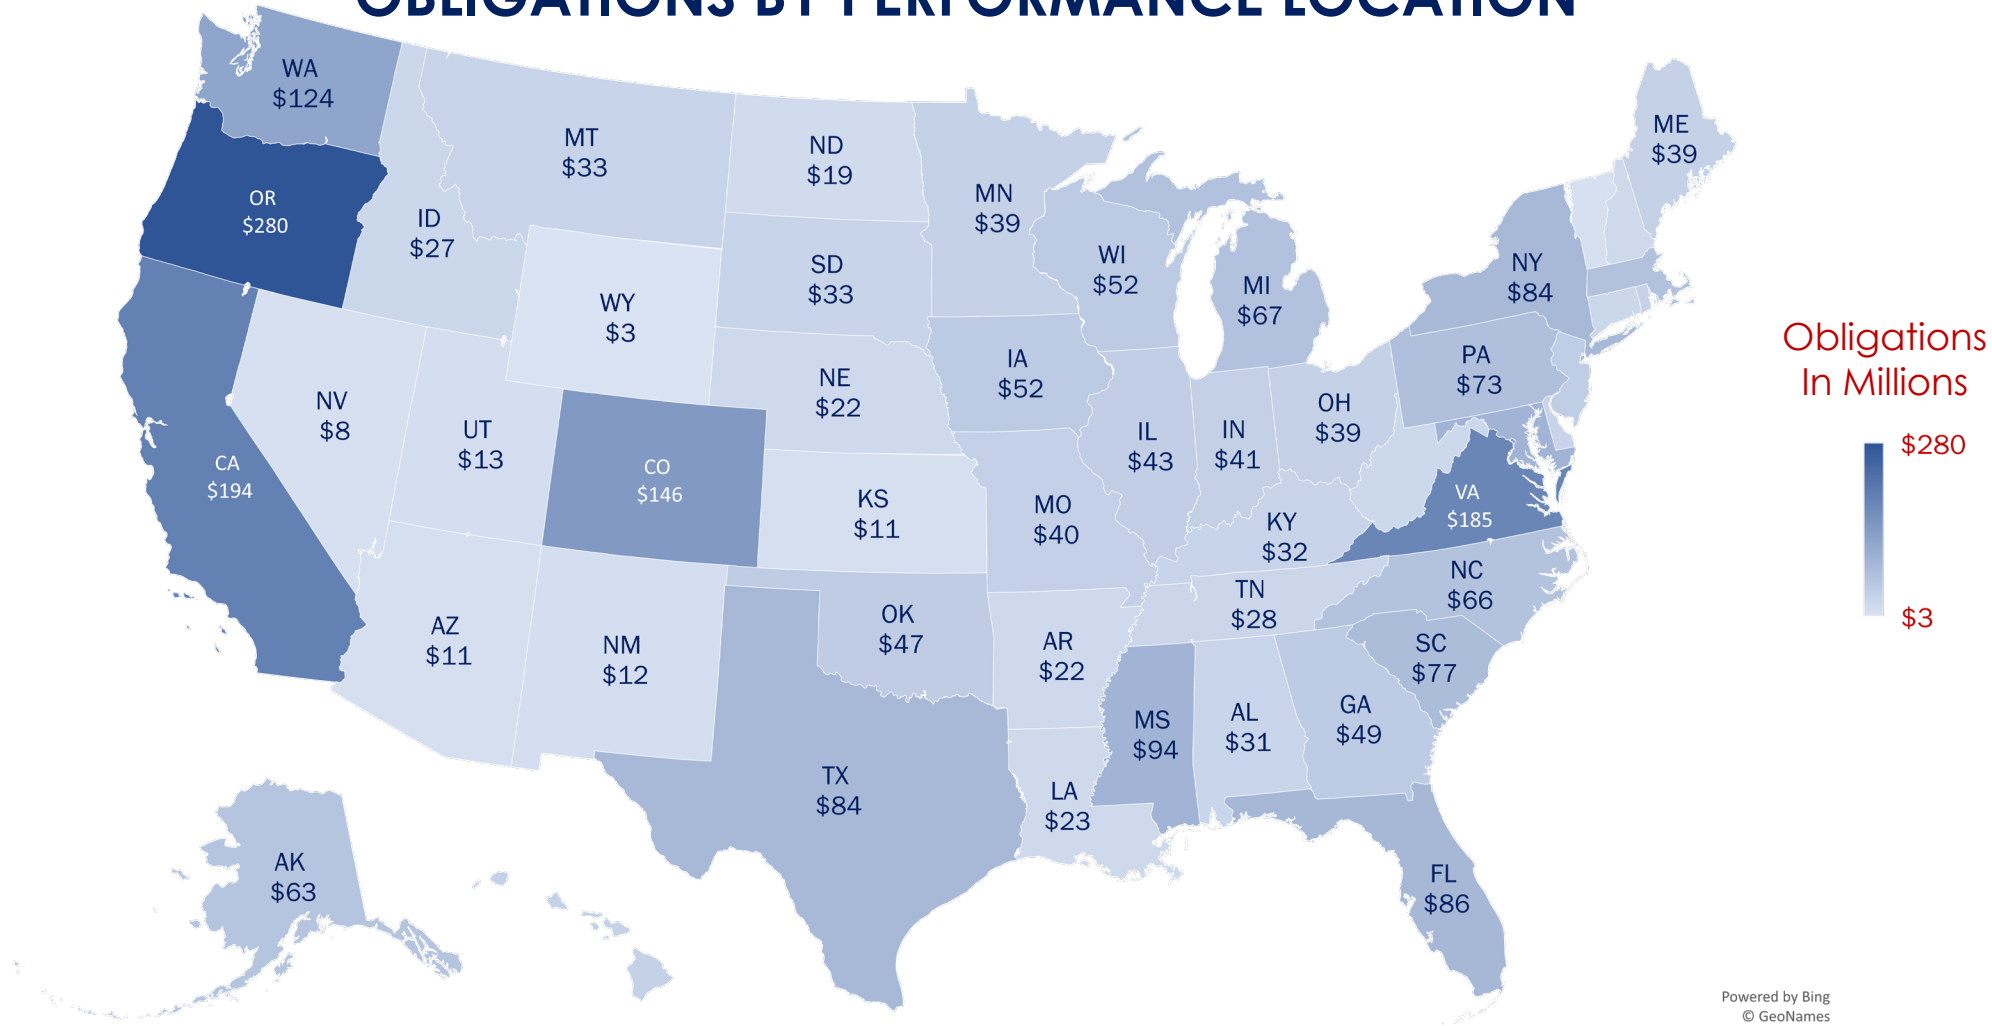 OBLIGATIONS BY PERFORMANCE LOCATION
WA
$124
OR
$280
CA
$194
ID
$27
NV
$8
MT
$33
WY
$3
UT
$13
AZ
$11
CO
$146
NM
$12
ND
$19
SD
$33
NE
$22
KS
$11
OK
$47
TX
$84
MN
$39
IA
$52
MO
$40
AR
$22
LA
$23
WI
$52
IL
$43
MI
$67
IN
$41
OH
$39
KY
$32
TN
$28
MS
$94
AL
$31
GA
$49
FL
$86
SC
$77
NC
$66
VA
$185
PA
$73
NY
$84
ME
$39
AK
$63
Obligations
In Millions
$280
$3
Powered by Bing
© GeoNames